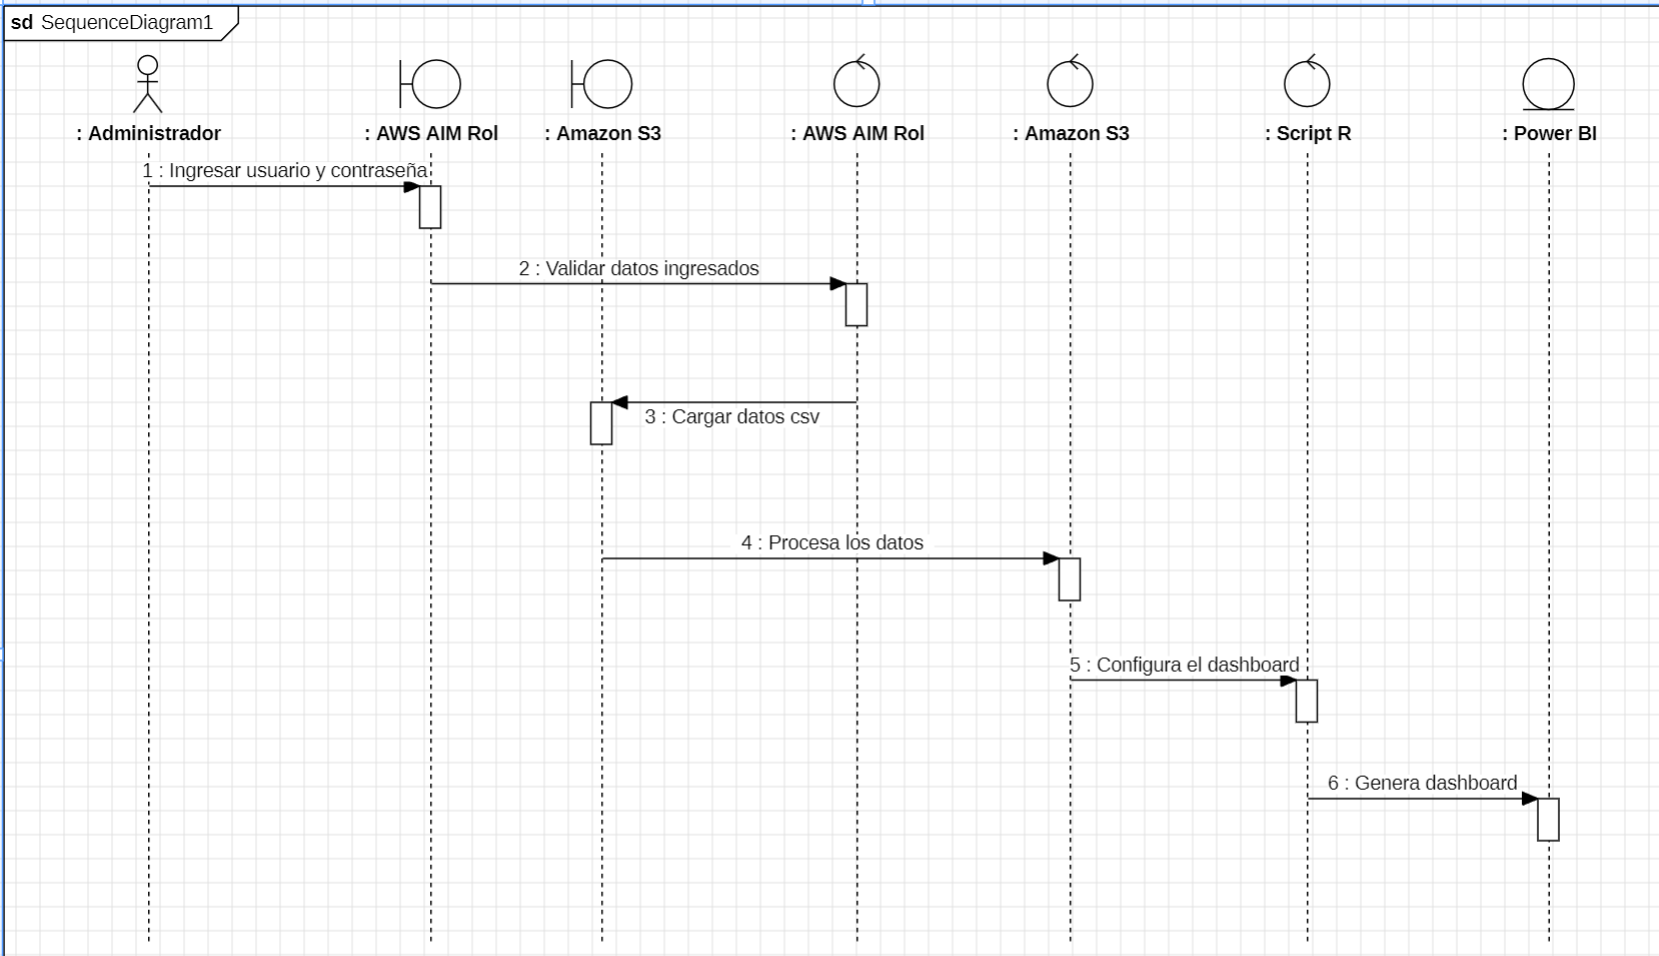 sd SequenceDiagram1
: Administrador
: AWS AIM Rol
: Amazon S3
: AWS AIM Rol
: Amazon S3
: Script R
: Power BI
1 : Ingresar usuario y contraseña
2 : Validar datos ingresados
3 : Cargar datos csv
4 : Procesa los datos
5 : Configura el dashboard
6 : Genera dashboard